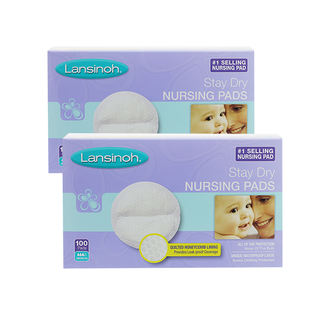 Lansinoh.
#1 SELLING
NURSING PAD
Stay Dry
NURSING PADS
Lansinoh.
#1 SELLING
NURSING PAD
Stay Dry
NURSING PADS
100
QUILTED HONEYCOMB LINING